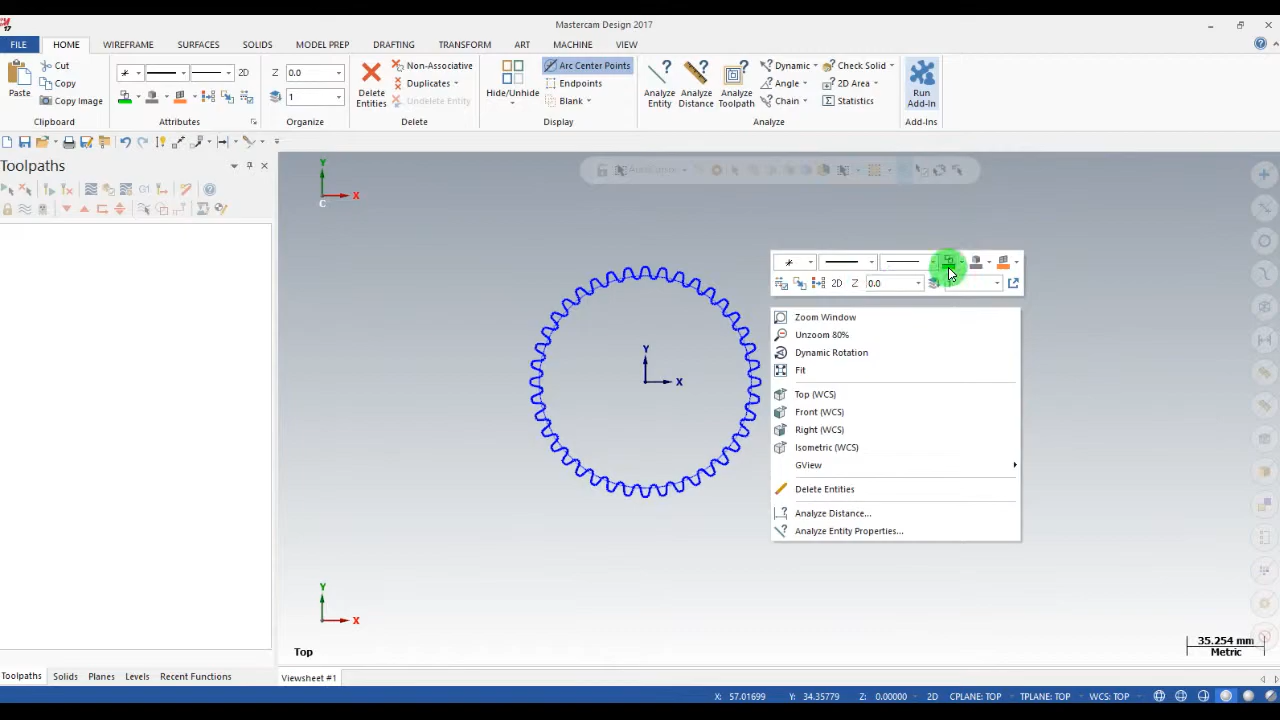 Mastercam Design 2017
17
FILE HOME WIREFRAME SURFACES SOLIDS MODEL PREP DRAFTING TRANSFORM ART MACHINE VIEW
Paste
Cut
Copy
Copy Image
Clipboard
2D
Attributes
Z 0.0
1
Organize
Delete
Entities
Non-Associative
Duplicates
Undelete Entity
Delete
Hide/Unhide
Arc Center Points
Endpoints
Blank
Display
Analyze
Entity
Analyze
Distance
Analyze
Toolpath
Dynamic
Angle
Chain
Check Solid
2D Area
Statistics
Analyze
Run
Add-In
Add-Ins
Toolpaths
G1
AutoCursor
Y
X
C
2D Z 0.0
Zoom Window
Unzoom 80%
Dynamic Rotation
Fit
Top (WCS)
Front (WCS)
Right (WCS)
Isometric (WCS)
GView
Delete Entities
Analyze Distance...
Analyze Entity Properties...
Y
X
Y
X
Top
35.254 mm
Metric
Toolpaths Solids Planes Levels Recent Functions
Viewsheet #1
X: 57.01699 Y: 34.35779 Z: 0.00000 2D CPLANE: TOP TPLANE: TOP WCS: TOP